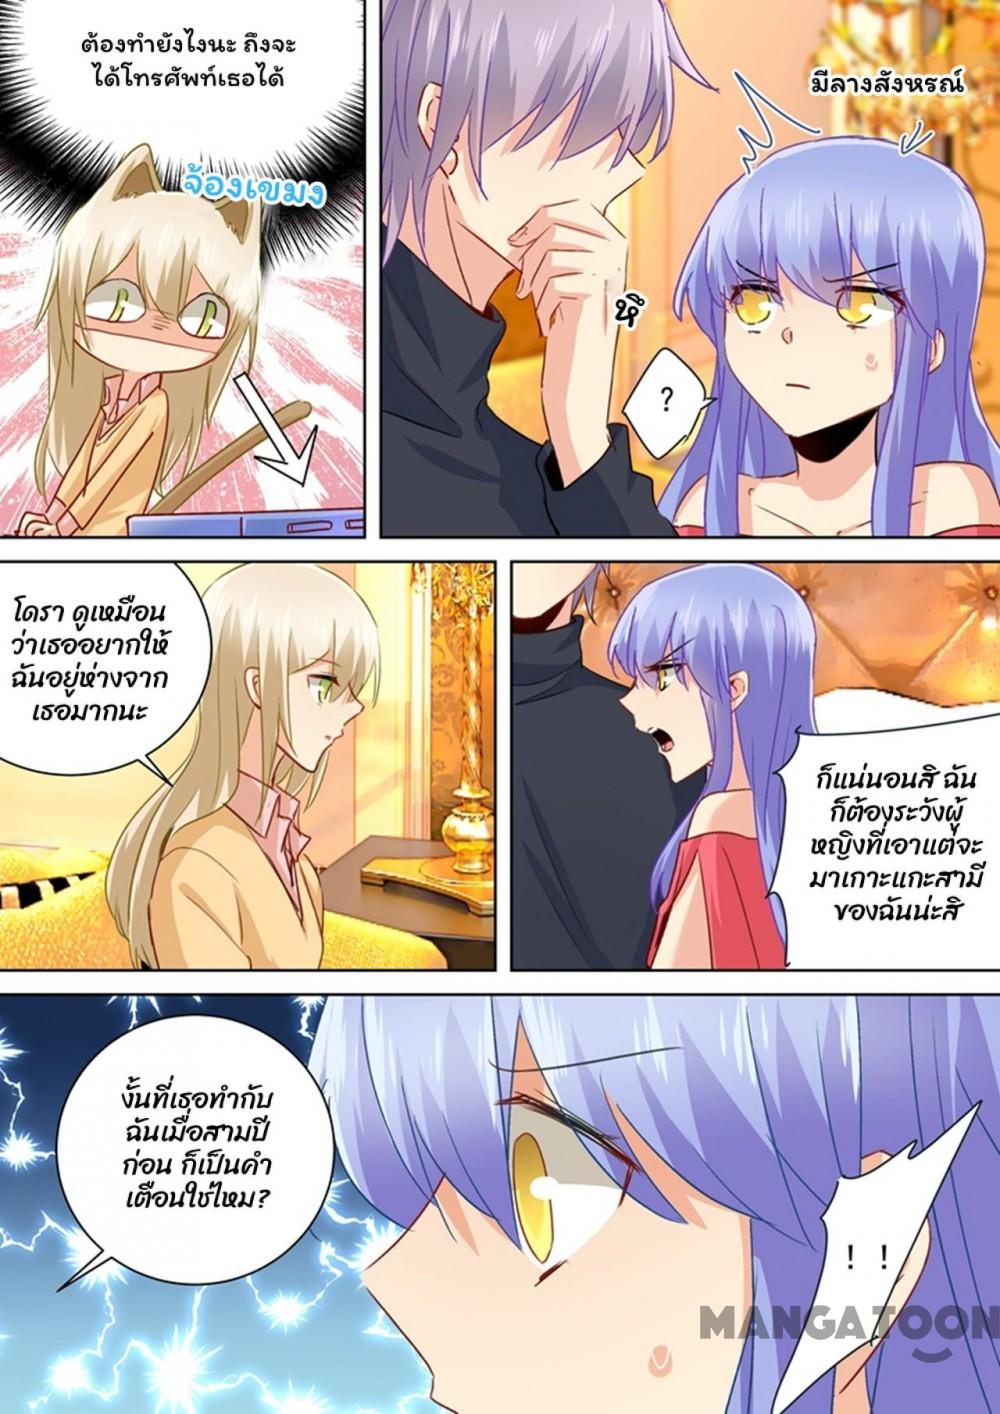 ต้องทำยังไงนะ ถึงจะ
ได้โทรศัพท์เธอได้
จ้องเขมง
มีลางสังหรณ์
หึ
?
โดรา ดูเหมือน
ว่าเธออยากให้
ฉันอยู่ห่างจาก
เธอมากนะ
ก็แน่นอนสิ ฉัน
ก็ต้องระวังผู้
หญิงที่เอาแต่จะ
มาเกาะแกะสามี
ของฉันน่ะสิ
งั้นที่เธอทำกับ
ฉันเมื่อสามปี
ก่อน ก็เป็นคำ
เตือนใช่ไหม?
! !
MANGATOON